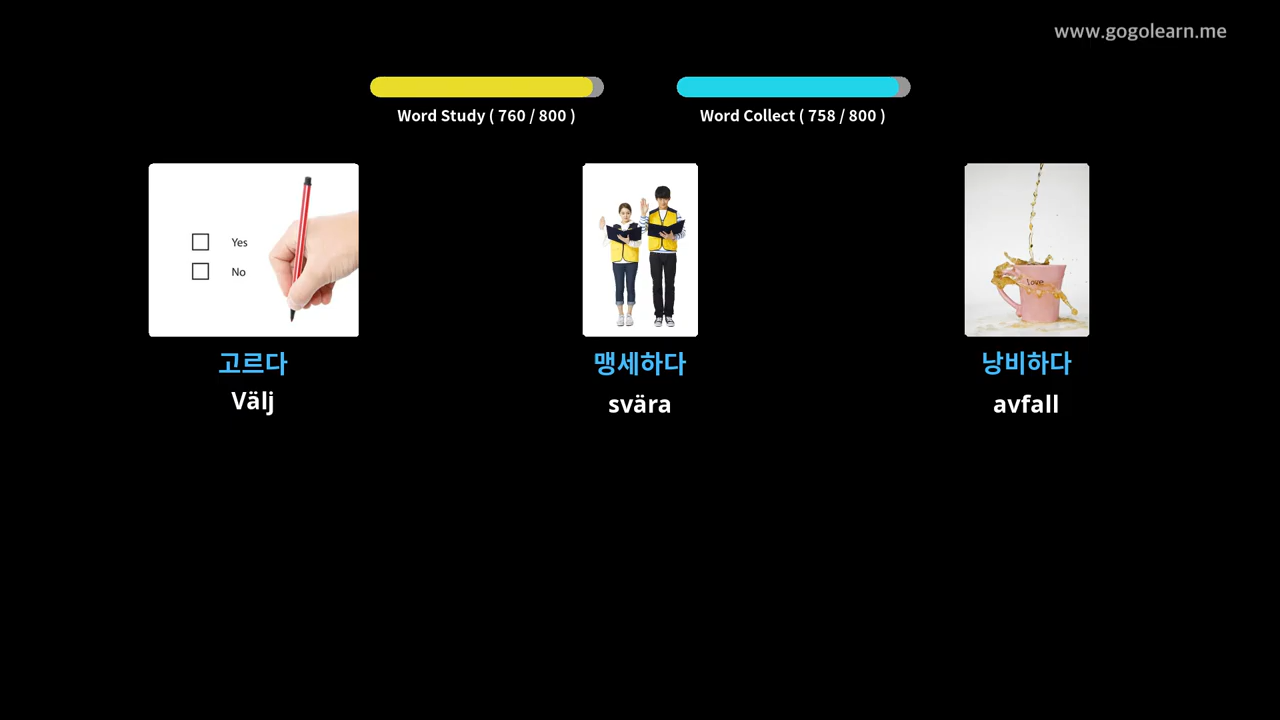 www.gogolearn.me
Word Study ( 760 / 800 )
Word Collect ( 758 / 800 )
Yes
No
love
고르다
맹세하다
낭비하다
Välj
svära
avfall